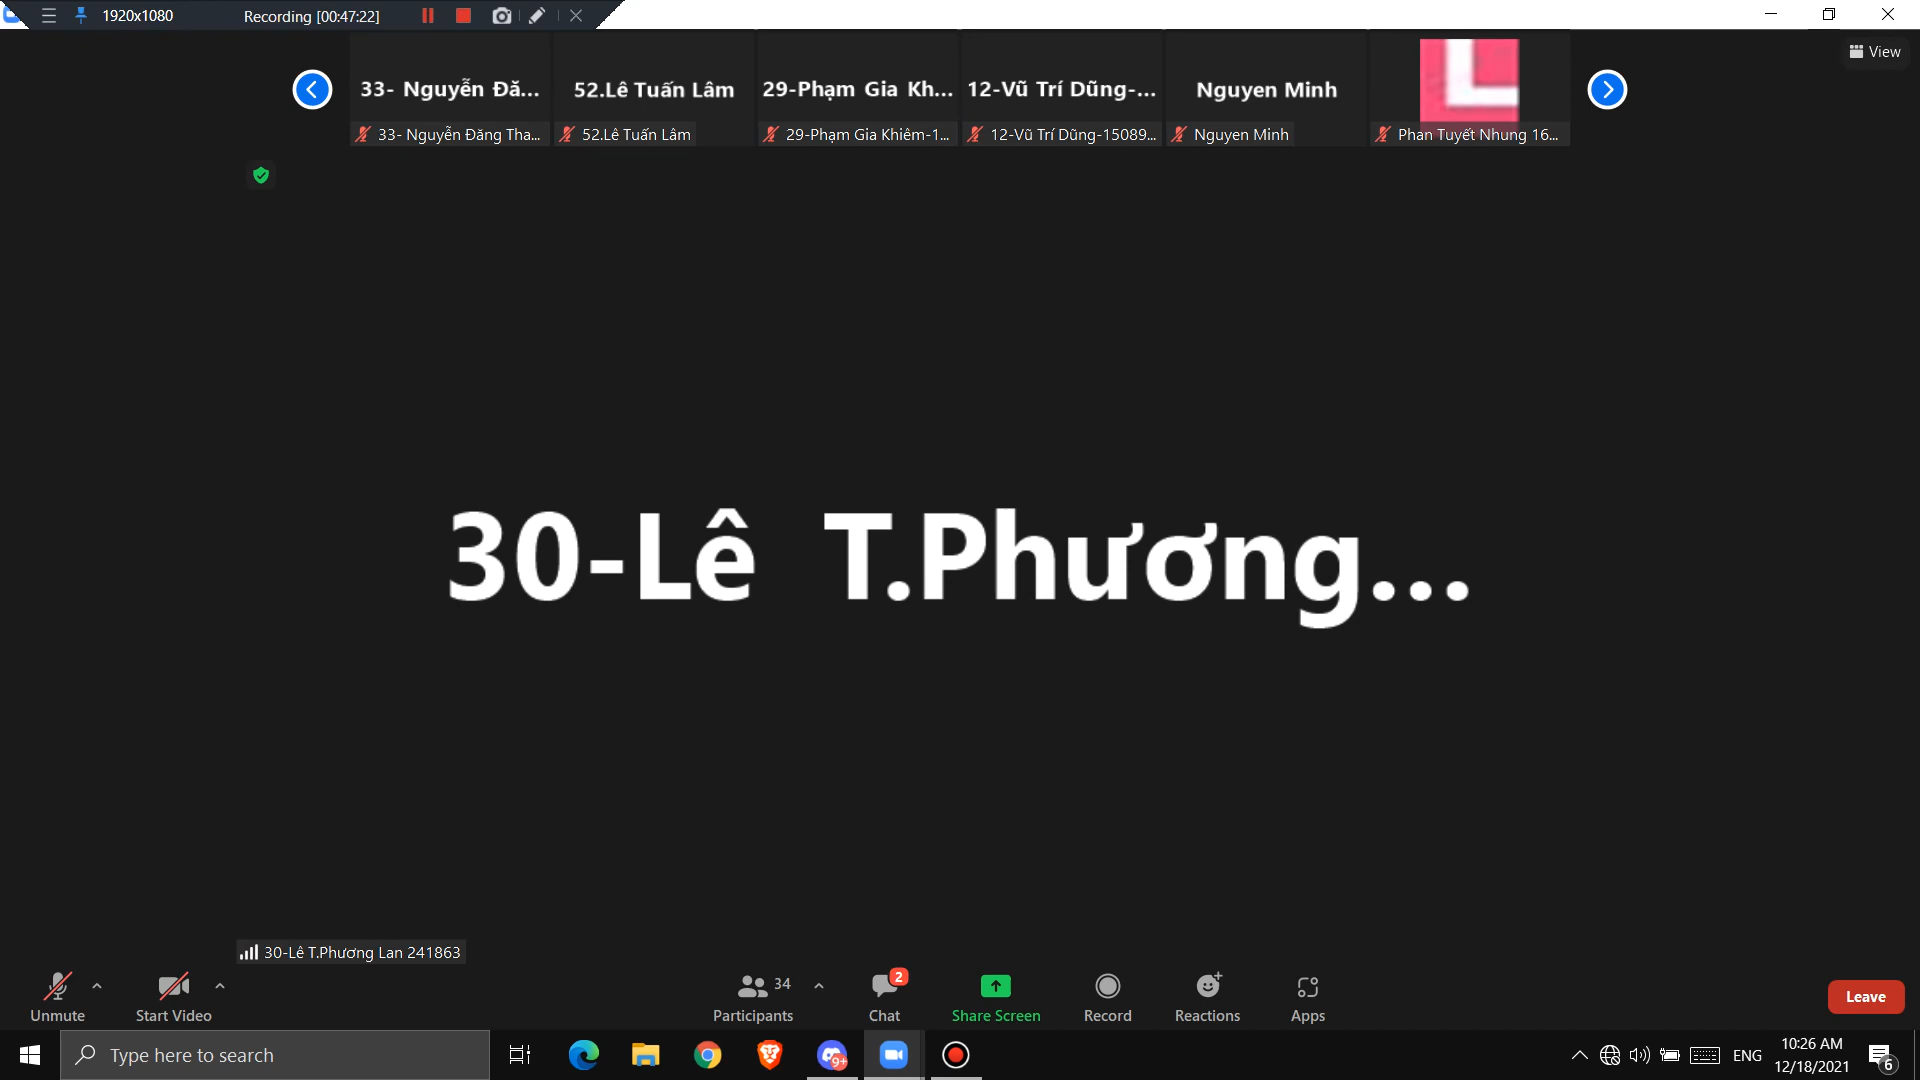 1920x1080 Recording [00:47:22]
View
33- Nguyễn Đă... 52.Lê Tuấn Lâm 29-Phạm Gia Kh... 12-Vũ Trí Dũng-... Nguyen Minh
33- Nguyễn Đăng Tha... 52.Lê Tuấn Lâm 29-Phạm Gia Khiêm-1... 12-Vũ Trí Dũng-15089... Nguyen Minh Phan Tuyết Nhung 16...
30-Lê T.Phương...
30-Lê T.Phương Lan 241863
34 2
Unmute Start Video Participants Chat Share Screen Record Reactions Apps Leave
Type here to search 9+ ENG 10:26 AM
12/18/2021 6